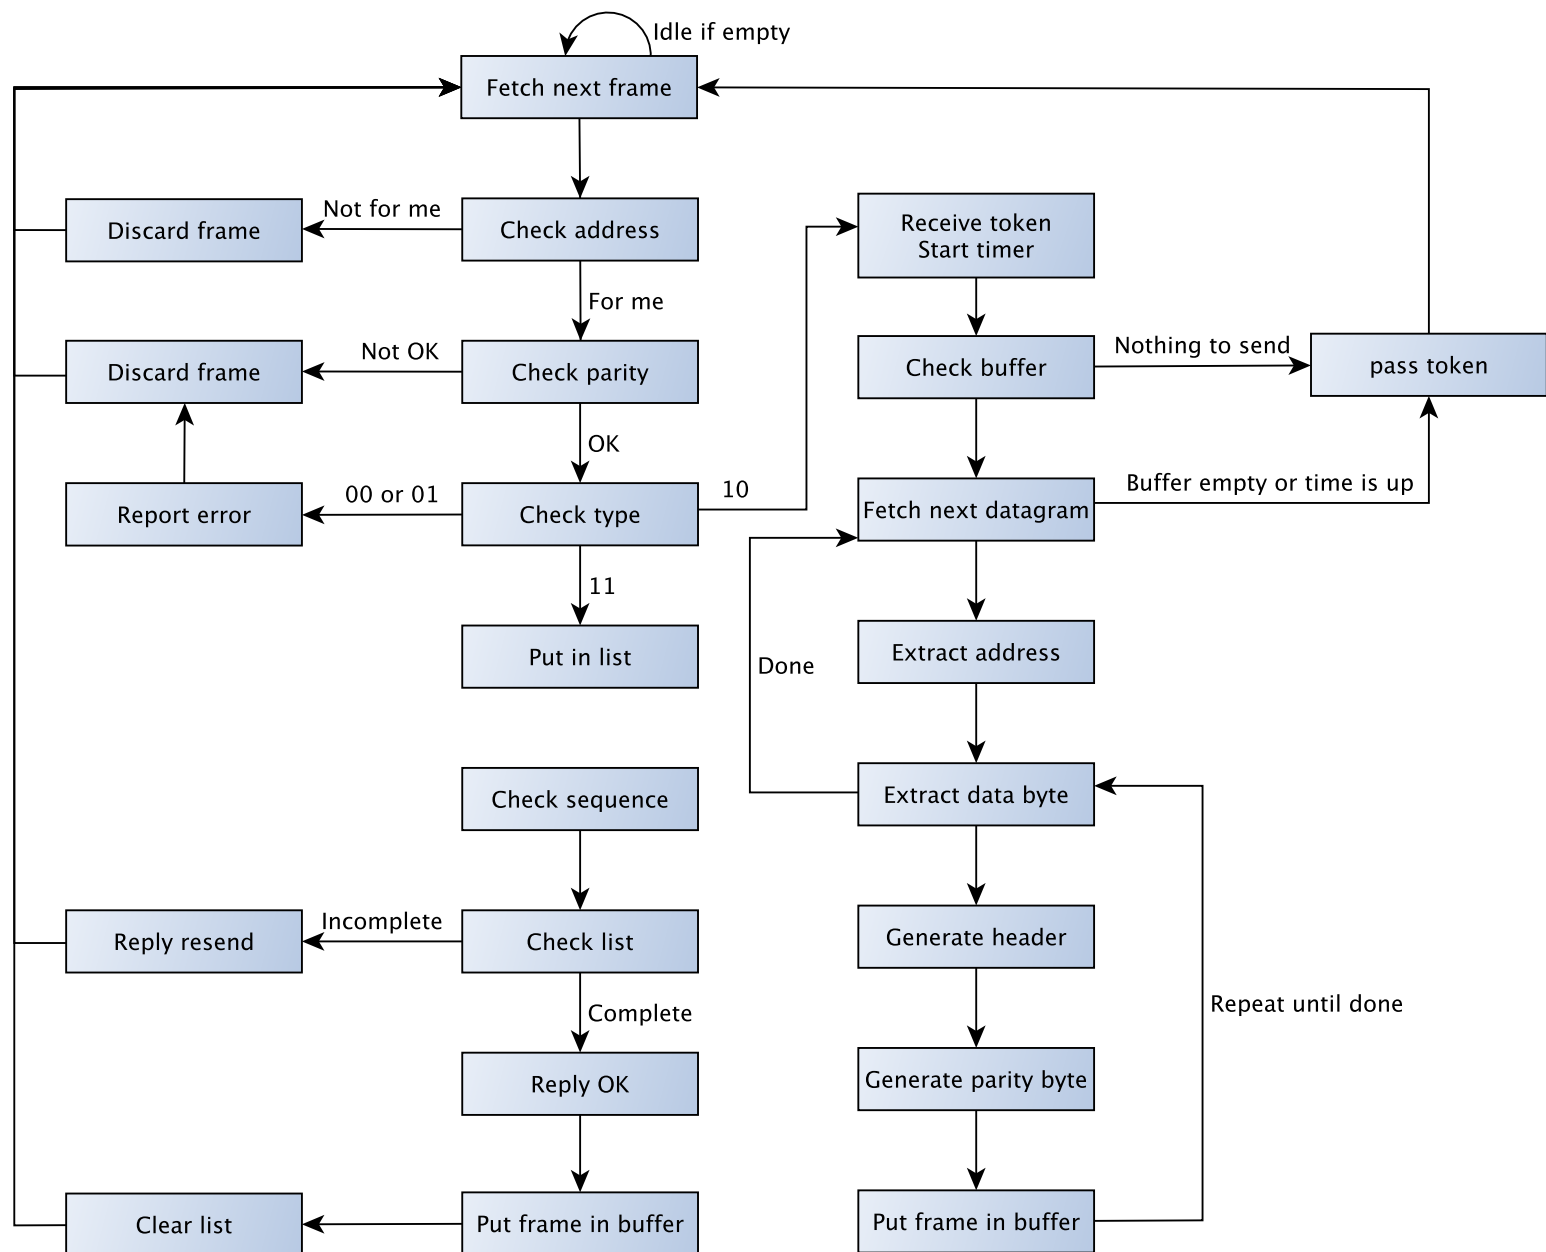 Idle if empty
Fetch next frame
Discard frame
Not for me
Check address
Receive token
Start timer
For me
Discard frame
Not OK
Check parity
Check buffer
Nothing to send
pass token
OK
Report error
00 or 01
Check type
10
Fetch next datagram
Buffer empty or time is up
11
Put in list
Extract address
Done
Check sequence
Extract data byte
Reply resend
Incomplete
Check list
Generate header
Complete
Repeat until done
Reply OK
Generate parity byte
Clear list
Put frame in buffer
Put frame in buffer